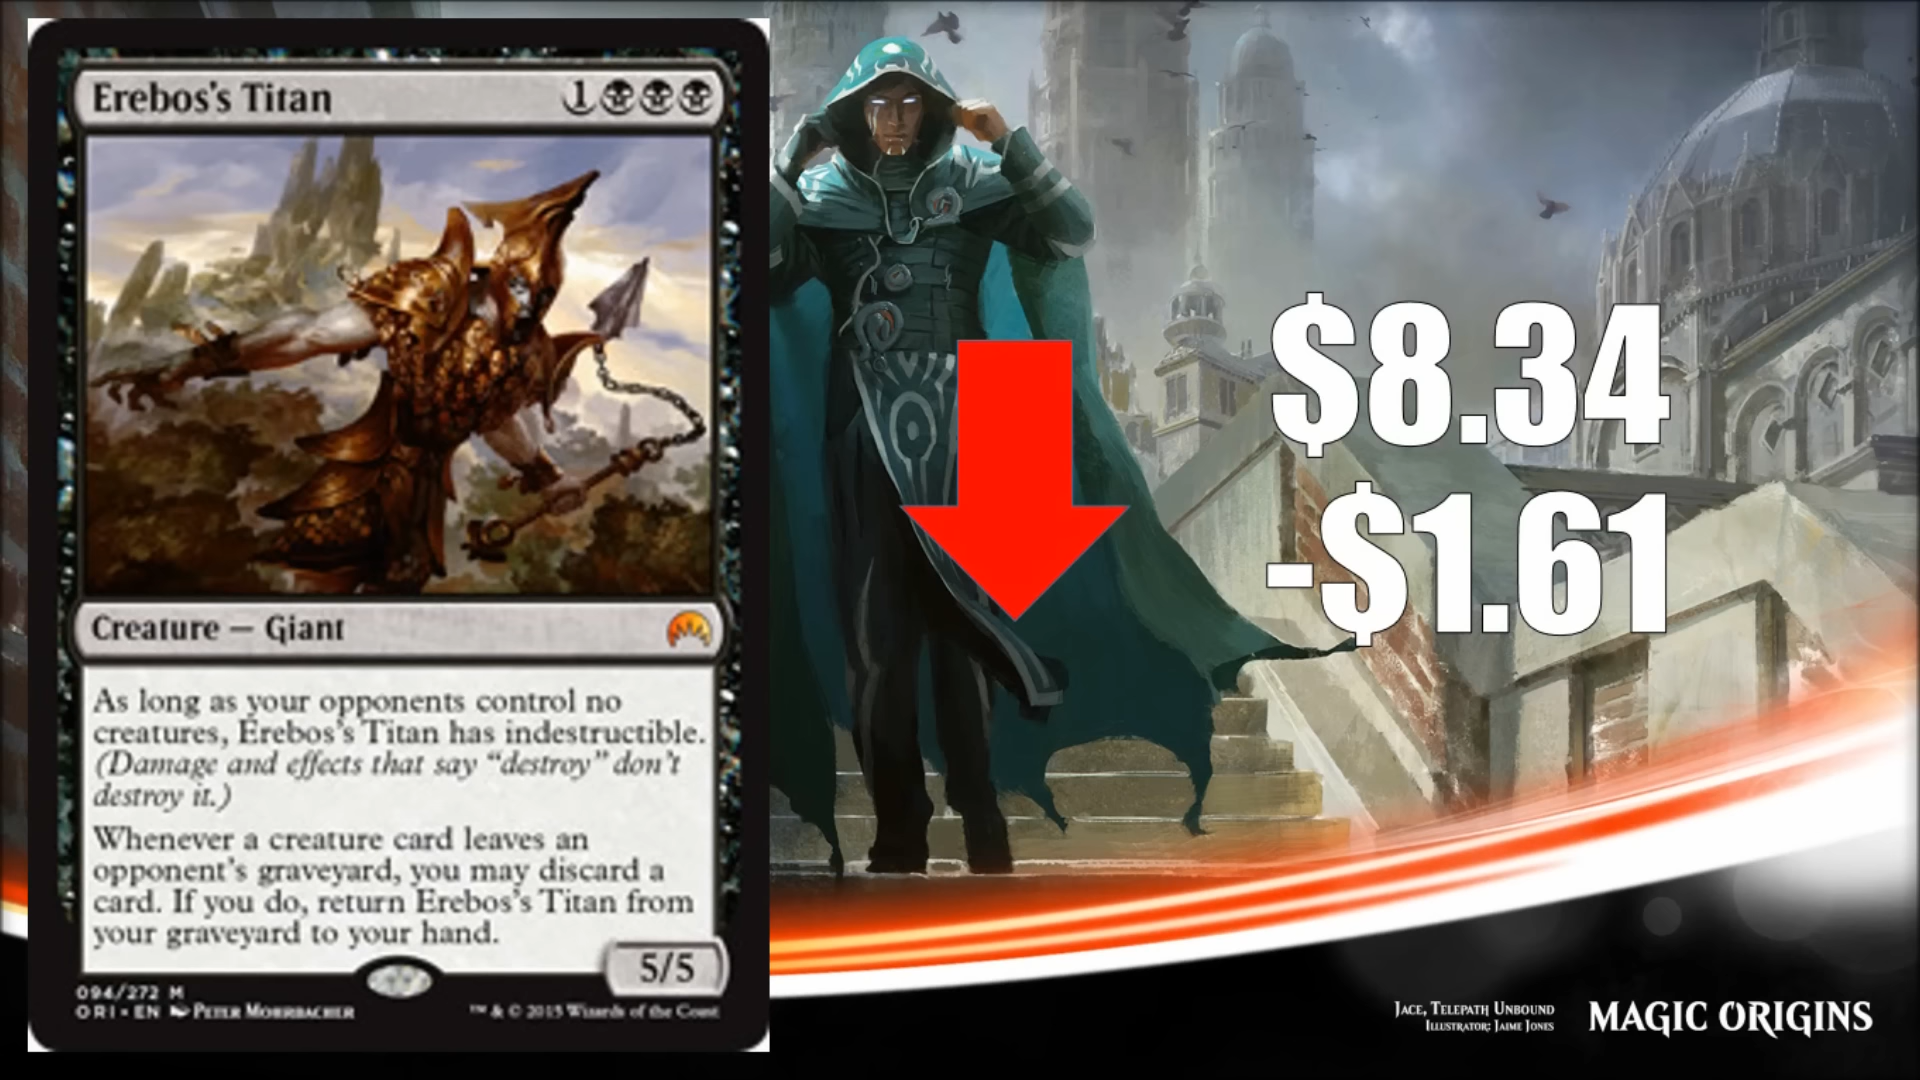 Erebos's Titan 1
Creature — Giant
As long as your opponents control no
creatures, Erebos's Titan has indestructible.
(Damage and effects that say “destroy” don't
destroy it.)
Whenever a creature card leaves an
opponent's graveyard, you may discard a
card. If you do, return Erebos's Titan from
your graveyard to your hand.
5/5
094/272 M
ORI • EN Peter Mohrbacher
™ & © 2015 Wizards of the Coast
$8.34
-$1.61
Jace, Telepath Unbound
Illustrator: Jaime Jones
MAGIC ORIGINS